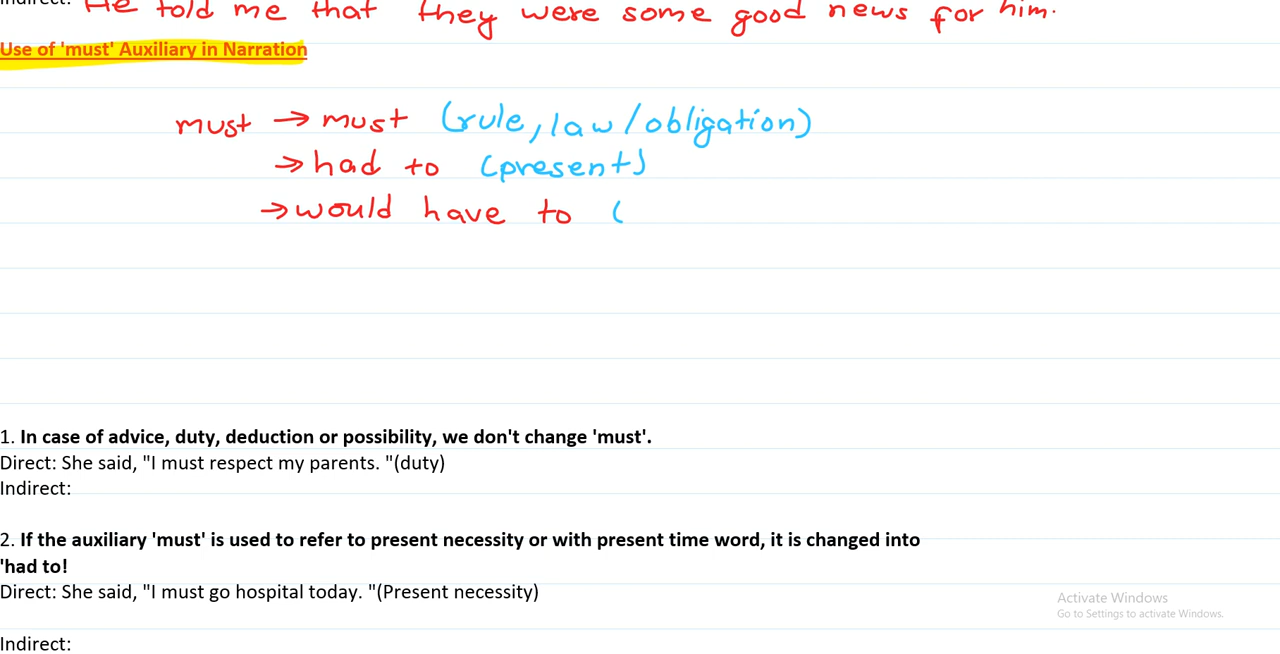 Indirect: He told me that they were some good news for him.
Use of 'must' Auxiliary in Narration
must → must (rule, law/obligation)
→ had to (present)
→ would have to (
1. In case of advice, duty, deduction or possibility, we don't change 'must'.
Direct: She said, "I must respect my parents. "(duty)
Indirect:
2. If the auxiliary 'must' is used to refer to present necessity or with present time word, it is changed into
'had to!
Direct: She said, "I must go hospital today. "(Present necessity)
Activate Windows
Go to Settings to activate Windows.
Indirect: